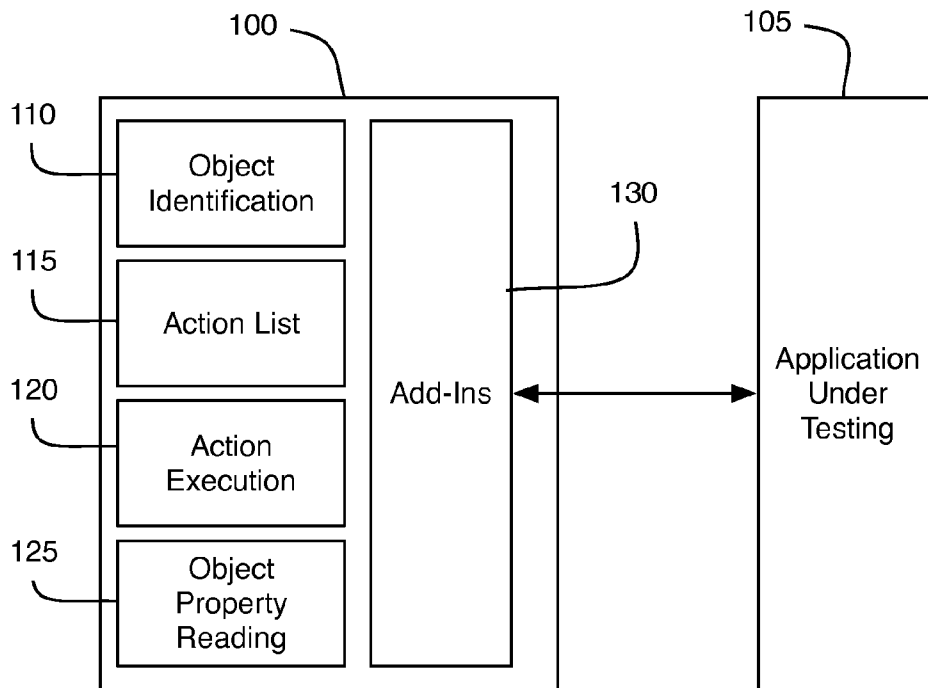 100
105
110
Object
Identification
130
115
Action List
Application
Under
Testing
Add-Ins
120
Action
Execution
125
Object
Property
Reading